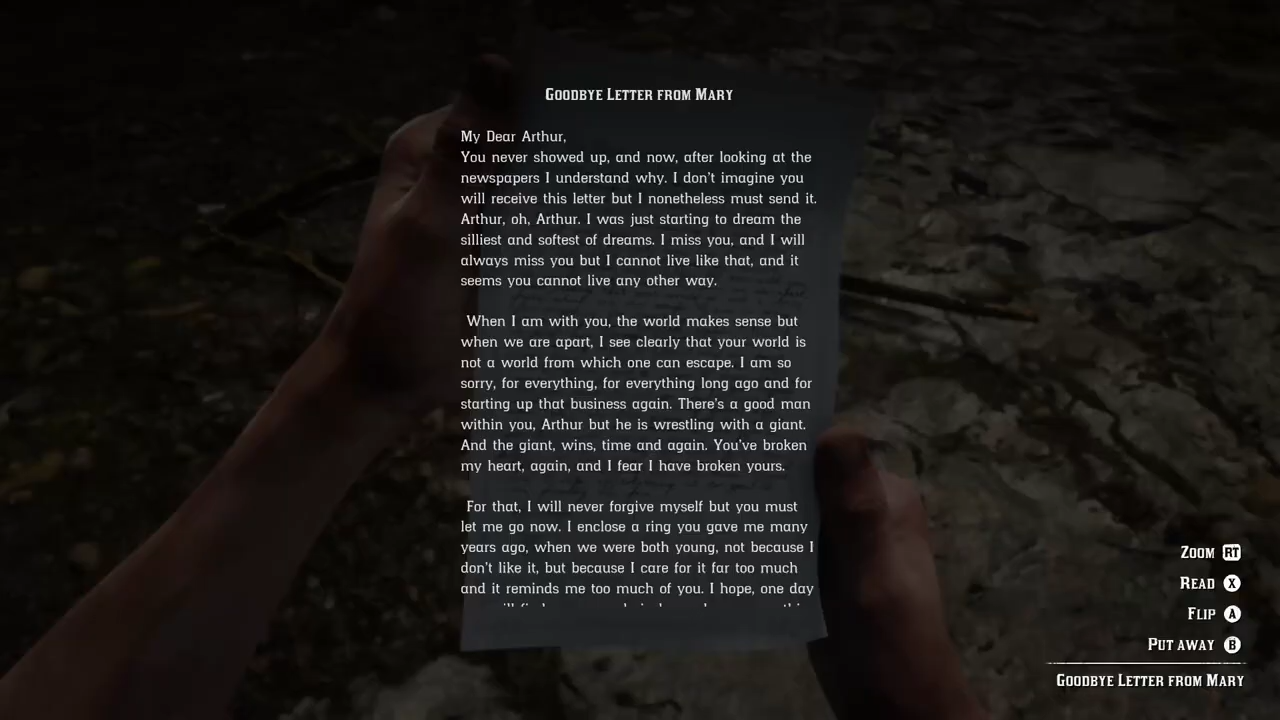 Goodbye Letter from Mary
My Dear Arthur,
You never showed up, and now, after looking at the
newspapers I understand why. I don't imagine you
will receive this letter but I nonetheless must send it.
Arthur, oh, Arthur. I was just starting to dream the
silliest and softest of dreams. I miss you, and I will
always miss you but I cannot live like that, and it
seems you cannot live any other way.
When I am with you, the world makes sense but
when we are apart, I see clearly that your world is
not a world from which one can escape. I am so
sorry, for everything, for everything long ago and for
starting up that business again. There's a good man
within you, Arthur but he is wrestling with a giant.
And the giant, wins, time and again. You've broken
my heart, again, and I fear I have broken yours.
For that, I will never forgive myself but you must
let me go now. I enclose a ring you gave me many
years ago, when we were both young, not because I
don't like it, but because I care for it far too much
and it reminds me too much of you. I hope, one day
Zoom RT
Read X
Flip A
Put away B
Goodbye Letter from Mary